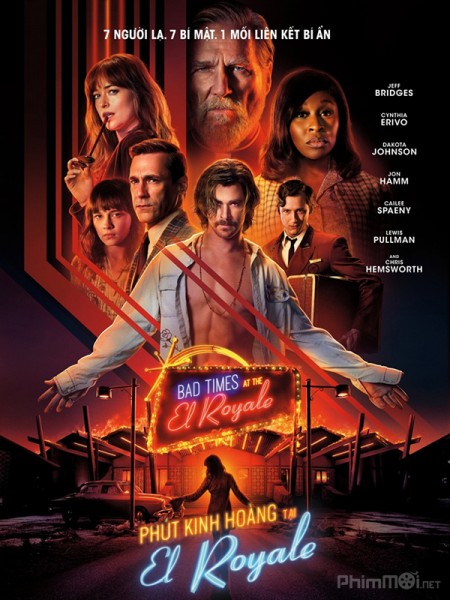 7 NGƯỜI LẠ. 7 BÍ MẬT. 1 MỐI LIÊN KẾT BÍ ẨN
JEFF
BRIDGES
CYNTHIA
ERIVO
DAKOTA
JOHNSON
JON
HAMM
CAILEE
SPAENY
LEWIS
PULLMAN
AND
CHRIS
HEMSWORTH
BAD TIMES AT THE
El Royale
PHÚT KINH HOÀNG TẠI
El Royale
PhimMoi.NET